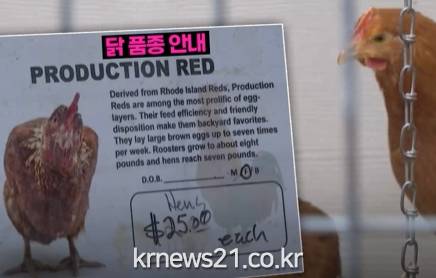 닭 품종 안내
PRODUCTION RED
Derived from Rhode Island Reds, Production
Reds are among the most prolific of egg-
layers. Their feed efficiency and friendly
disposition make them backyard favorites.
They lay large brown eggs up to seven times
per week. Roosters grow to about eight
pounds and hens reach seven pounds.
D.O.B. M F B
Hens
$25.00
each
krnews21.co.kr